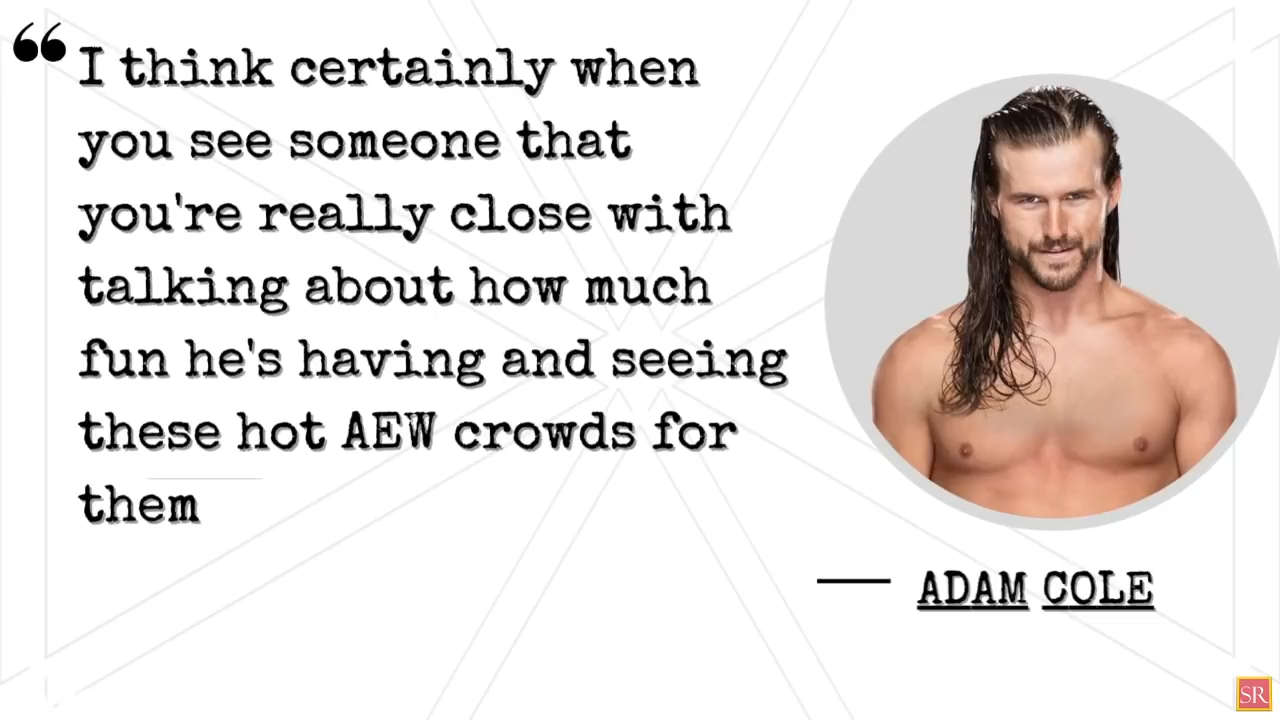 ❝ I think certainly when
you see someone that
you're really close with
talking about how much
fun he's having and seeing
these hot AEW crowds for
them
— ADAM COLE
SR